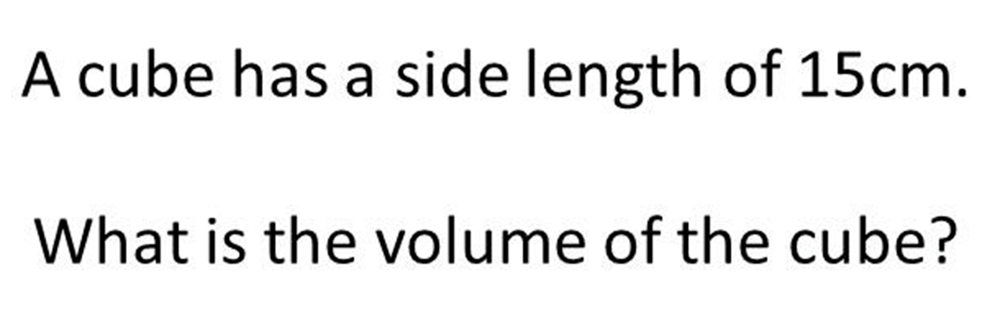 A cube has a side length of 15cm.
What is the volume of the cube?